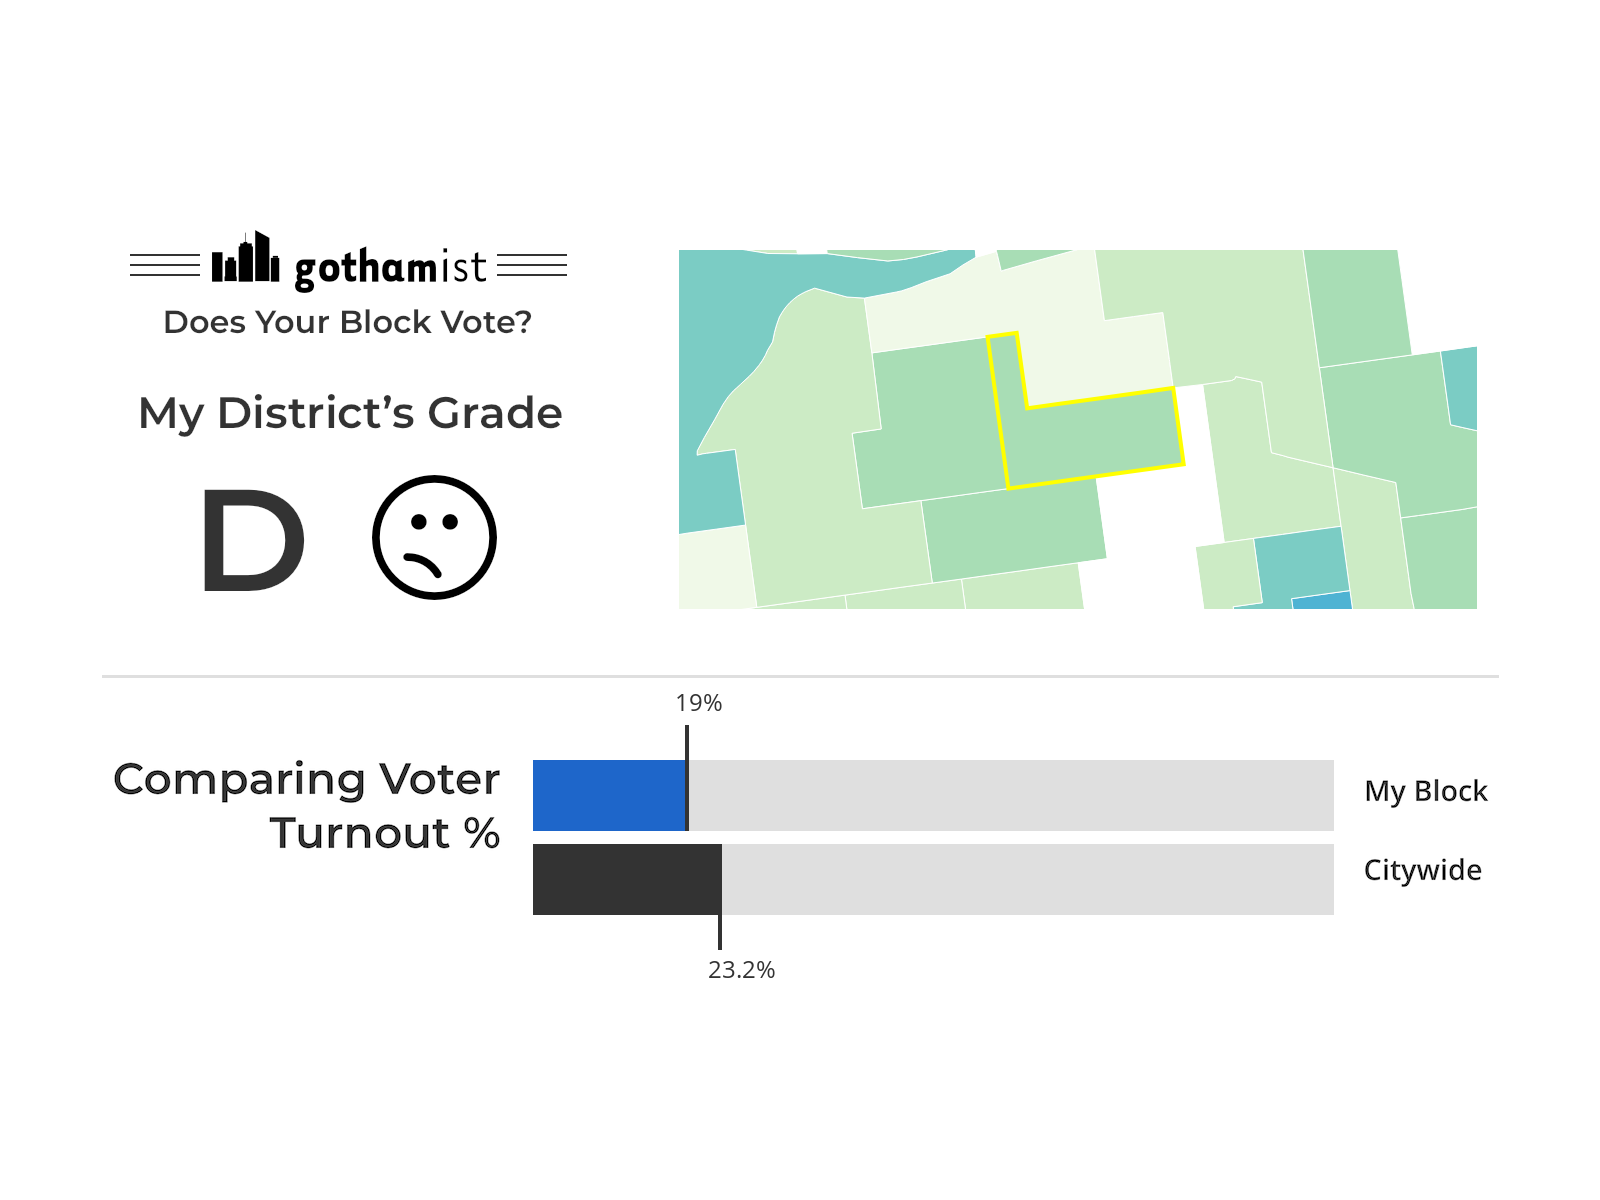 gothamist
Does Your Block Vote?
My District’s Grade
D
19%
Comparing Voter
Turnout %
My Block
Citywide
23.2%